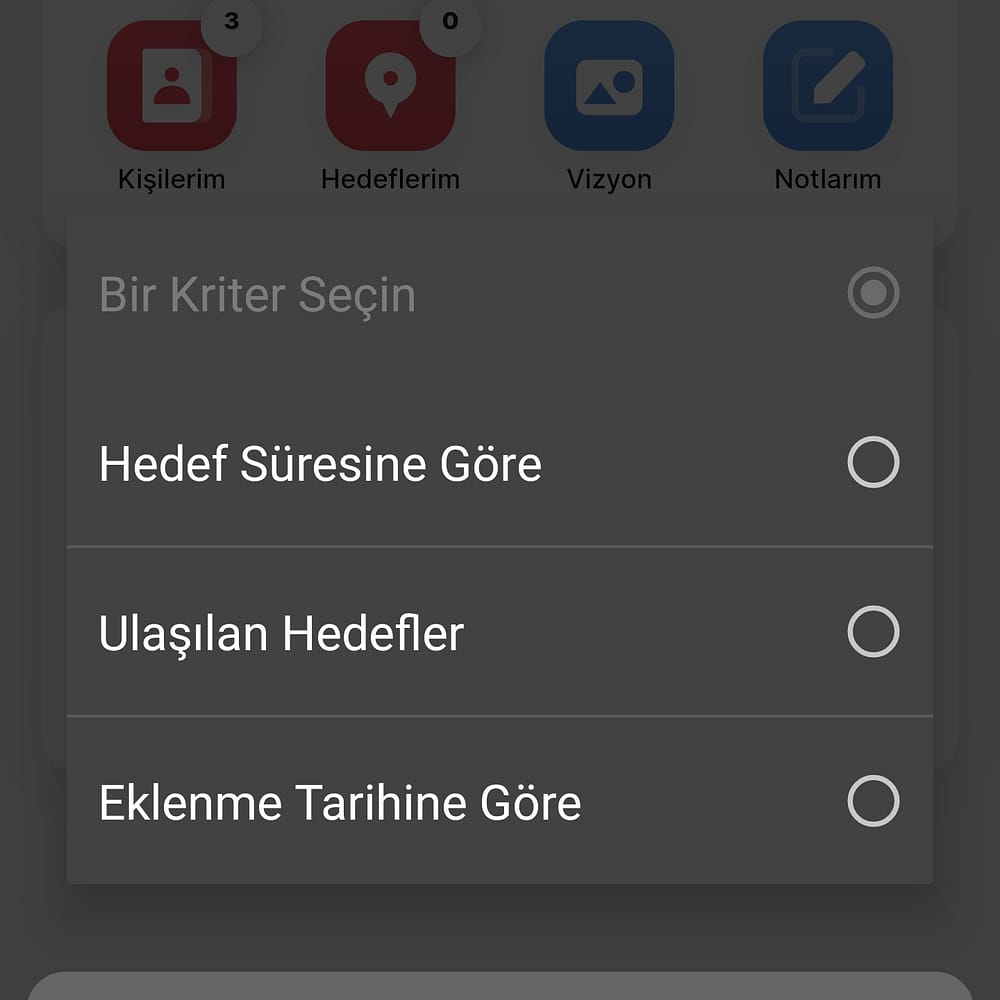 3 0
Kişilerim Hedeflerim Vizyon Notlarım
Bir Kriter Seçin
Hedef Süresine Göre
Ulaşılan Hedefler
Eklenme Tarihine Göre